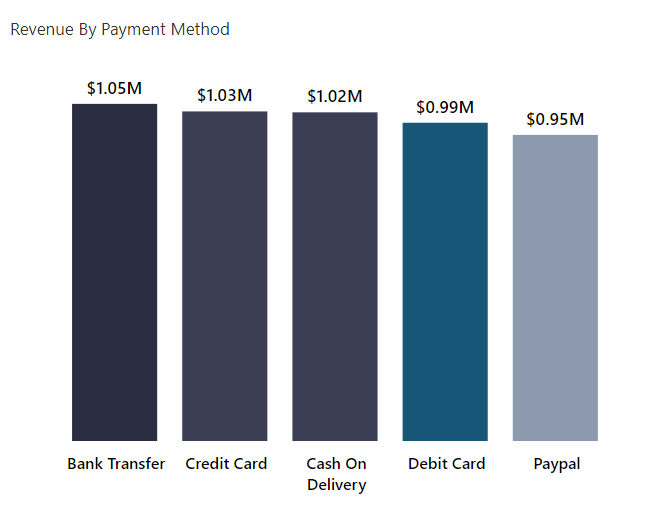 Revenue By Payment Method
$1.05M
$1.03M
$1.02M
$0.99M
$0.95M
Bank Transfer
Credit Card
Cash On
Delivery
Debit Card
Paypal